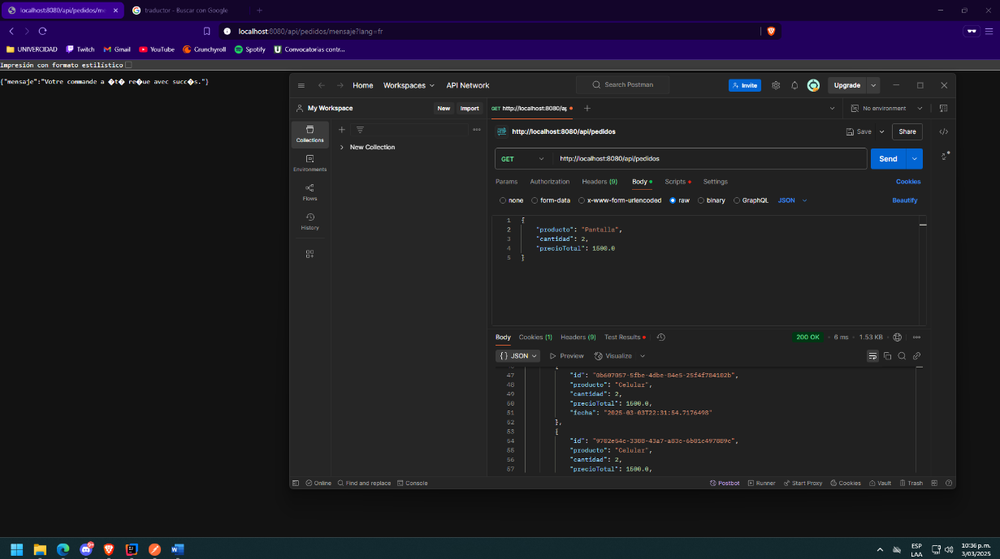 localhost:8080/api/pedidos/me
traductor - Buscar con Google
localhost:8080/api/pedidos/mensaje?lang=fr
UNIVERCIDAD Twitch Gmail YouTube Crunchyroll Spotify Convocatorias contr...
Impresión con formato estilístico
{"mensaje":"Votre commande a �t� re�ue avec succ�s."}
Home Workspaces API Network Search Postman Invite Upgrade
My Workspace New Import GET http://localhost:8080/a No environment
Collections
Environments
Flows
History
New Collection
http://localhost:8080/api/pedidos Save Share
GET http://localhost:8080/api/pedidos Send
Params Authorization Headers (9) Body Scripts Settings Cookies
none form-data x-www-form-urlencoded raw binary GraphQL JSON Beautify
1 {
2 "producto": "Pantalla",
3 "cantidad": 2,
4 "precioTotal": 1500.0
5 }
Body Cookies (1) Headers (9) Test Results 200 OK 6 ms 1.53 KB
{} JSON Preview Visualize
47 "id": "0b607057-5fbe-4dbe-84e5-25f4f784102b",
48 "producto": "Celular",
49 "cantidad": 2,
50 "precioTotal": 1500.0,
51 "fecha": "2025-03-03T22:31:54.7176498"
52 },
53 {
54 "id": "9702e54c-3308-43a7-a83c-6b01c497889c",
55 "producto": "Celular",
56 "cantidad": 2,
57 "precioTotal": 1500.0,
Online Find and replace Console Postbot Runner Start Proxy Cookies Vault Trash
ESP
LAA
10:36 p.m.
3/03/2025